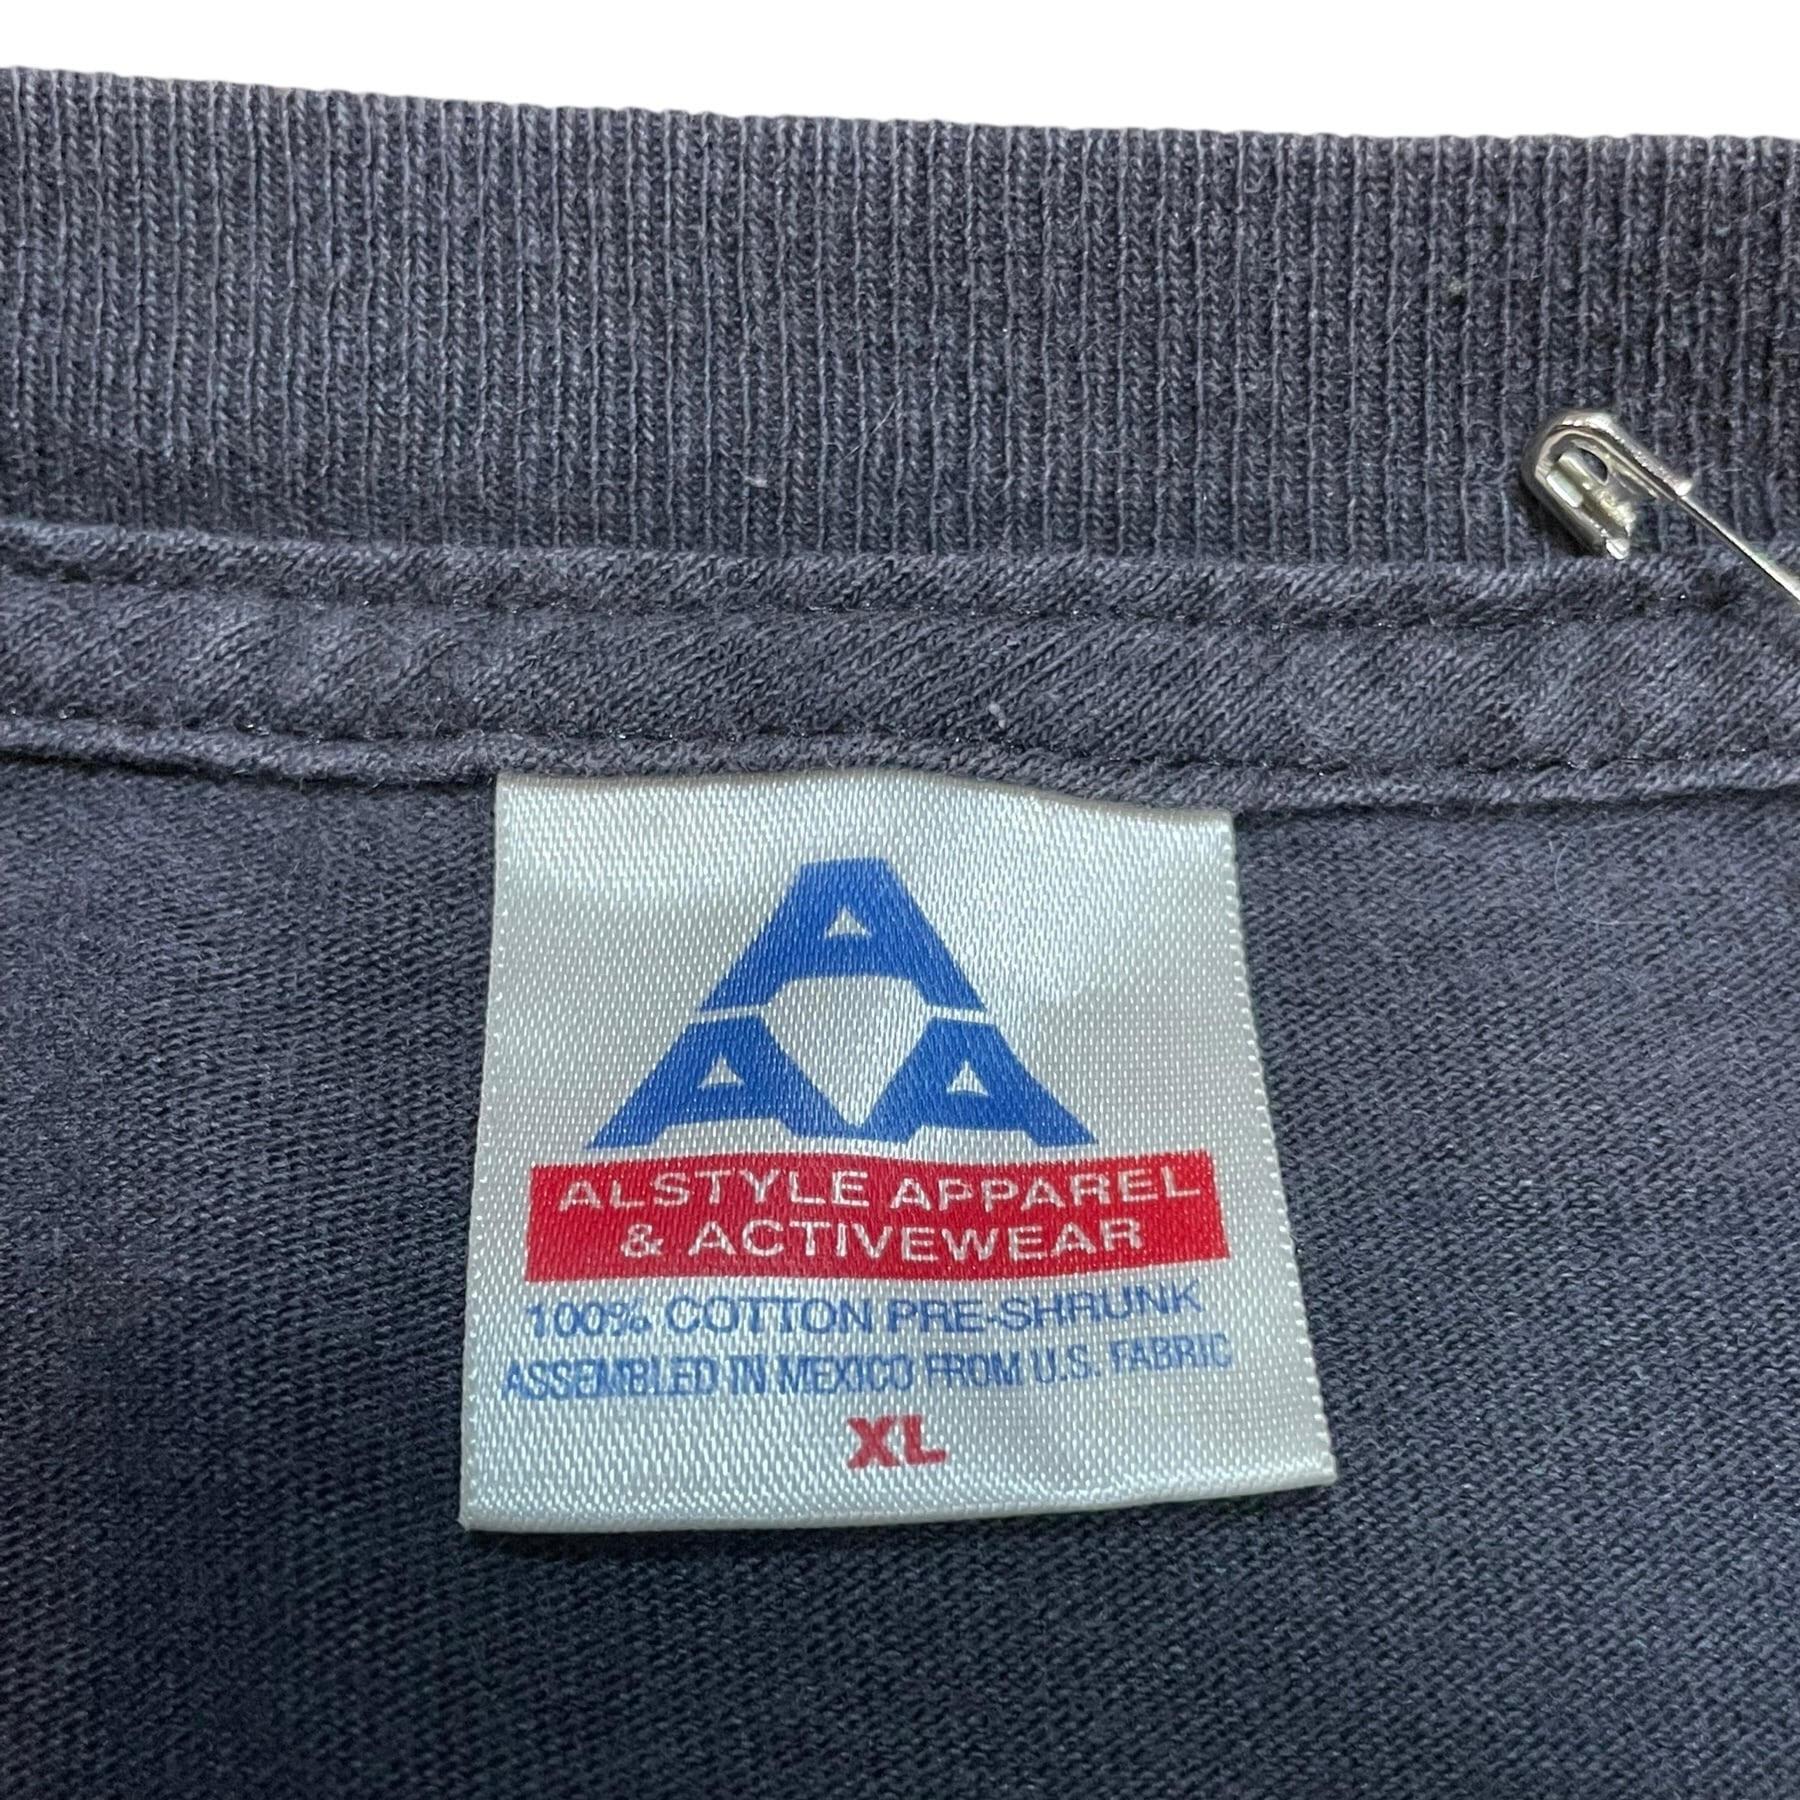 A
A A
ALSTYLE APPAREL
& ACTIVEWEAR
100% COTTON PRE-SHRUNK
ASSEMBLED IN MEXICO FROM U.S. FABRIC
XL